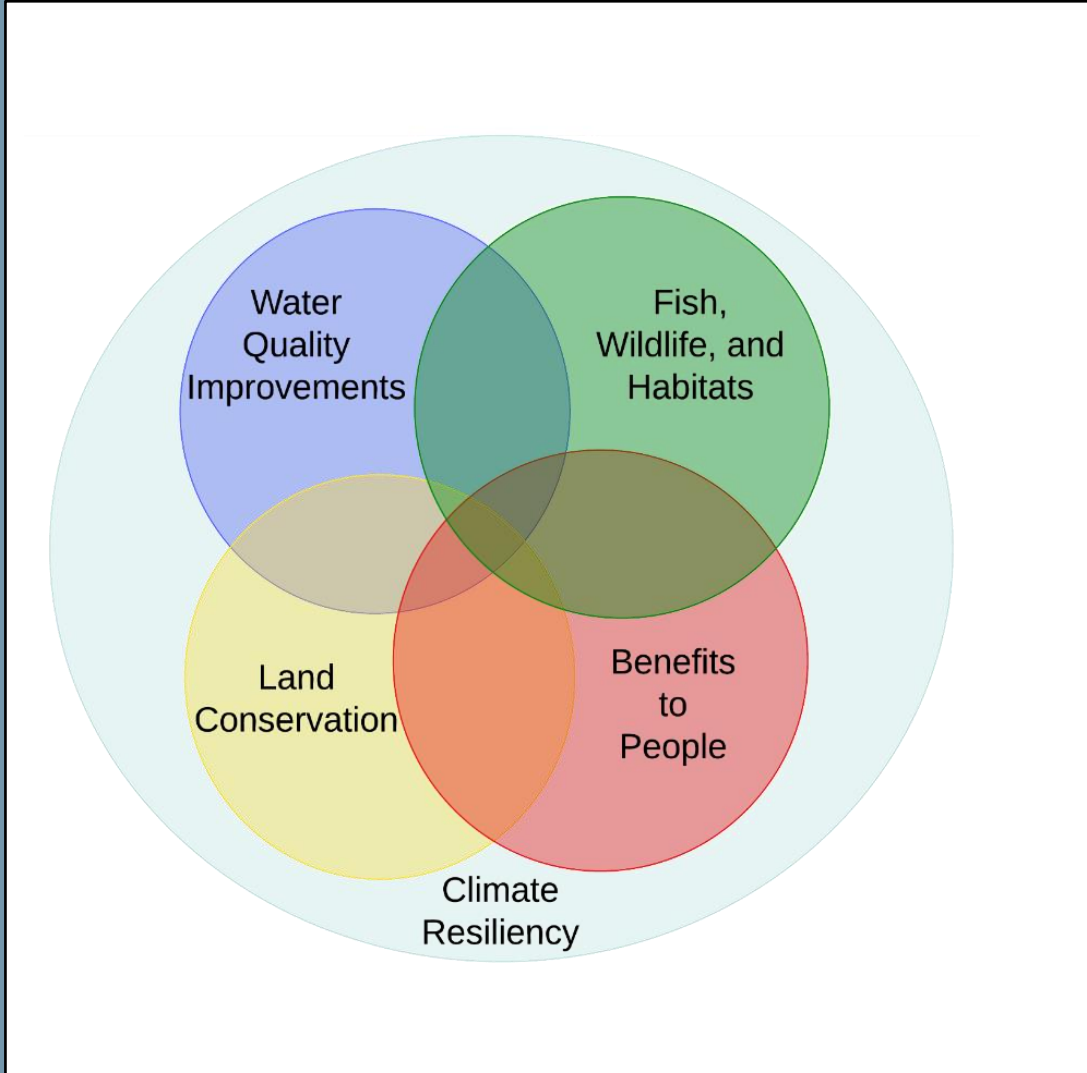 Water
Quality
Improvements
Fish,
Wildlife, and
Habitats
Land
Conservation
Benefits
to
People
Climate
Resiliency